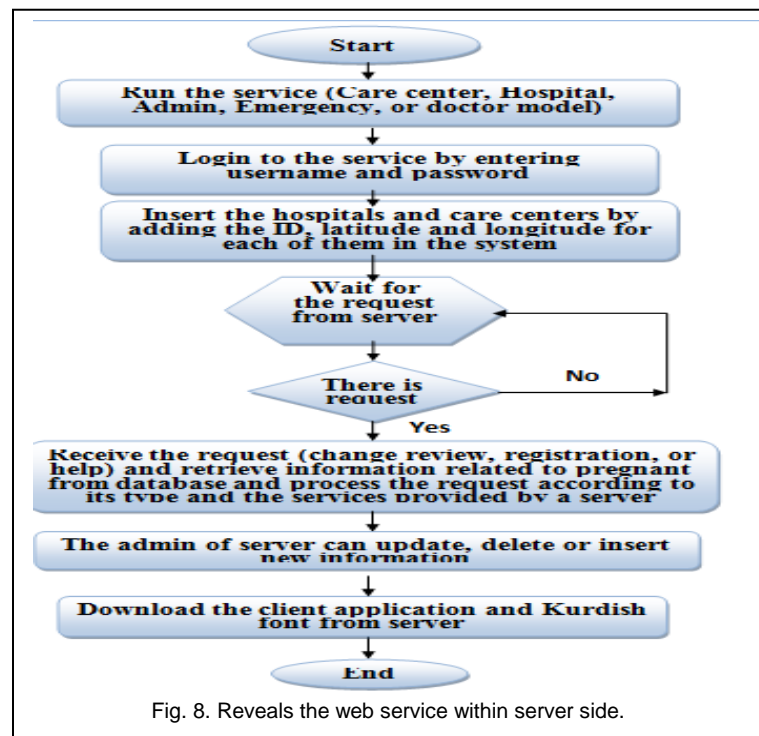 Start
Run the service (Care center, Hospital,
Admin, Emergency, or doctor model)
Login to the service by entering
username and password
Insert the hospitals and care centers by
adding the ID, latitude and longitude for
each of them in the system
Wait for
the request
from server
There is
request
No
Yes
Receive the request (change review, registration, or
help) and retrieve information related to pregnant
from database and process the request according to
its type and the services provided by a server
The admin of server can update, delete or insert
new information
Download the client application and Kurdish
font from server
End
Fig. 8. Reveals the web service within server side.